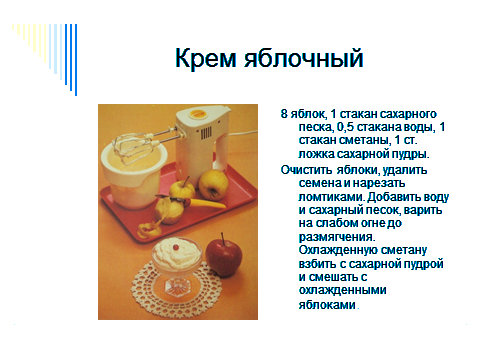 Крем яблочный
8 яблок, 1 стакан сахарного
песка, 0,5 стакана воды, 1
стакан сметаны, 1 ст.
ложка сахарной пудры.
Очистить яблоки, удалить
семена и нарезать
ломтиками. Добавить воду
и сахарный песок, варить
на слабом огне до
размягчения.
Охлажденную сметану
взбить с сахарной пудрой
и смешать с
охлажденными
яблоками.